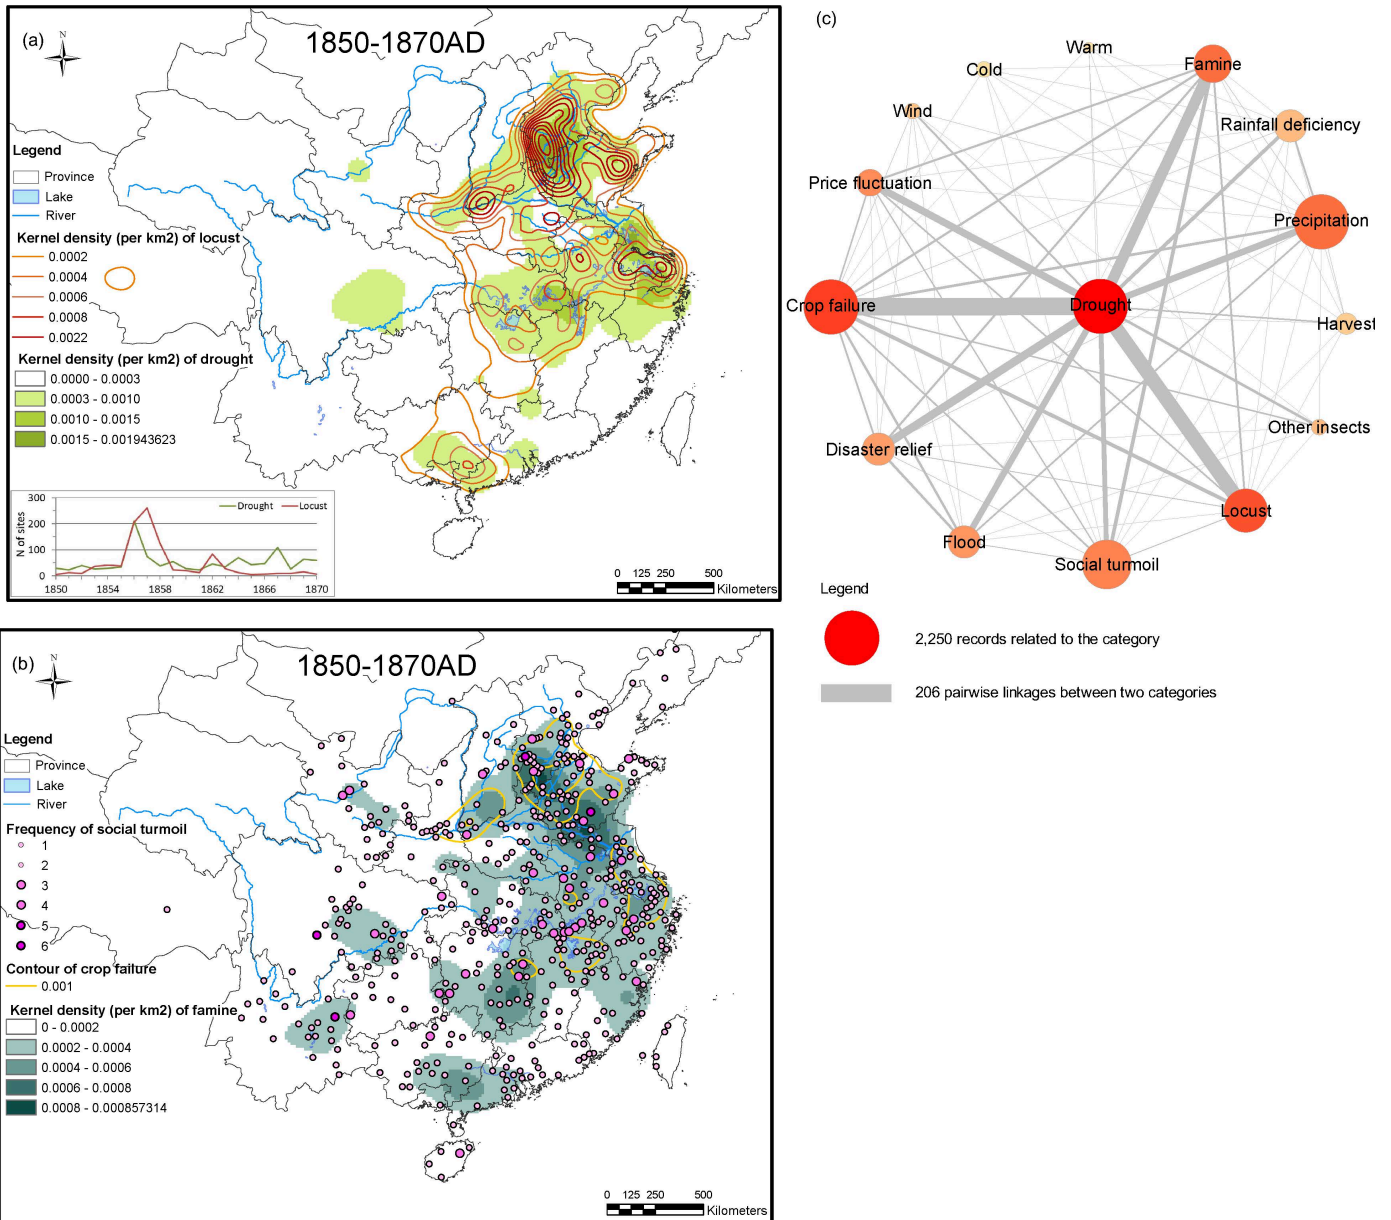 (a)
N
1850-1870AD
Legend
Province
Lake
River
Kernel density (per km2) of locust
0.0002
0.0004
0.0006
0.0008
0.0022
Kernel density (per km2) of drought
0.0000 - 0.0003
0.0003 - 0.0010
0.0010 - 0.0015
0.0015 - 0.001943623
N of sites
300
200
100
0
Drought
Locust
1850
1854
1858
1862
1866
1870
0 125 250 500
Kilometers
(b)
N
1850-1870AD
Legend
Province
Lake
River
Frequency of social turmoil
1
2
3
4
5
6
Contour of crop failure
0.001
Kernel density (per km2) of famine
0 - 0.0002
0.0002 - 0.0004
0.0004 - 0.0006
0.0006 - 0.0008
0.0008 - 0.000857314
0 125 250 500
Kilometers
(c)
Warm
Cold
Famine
Wind
Rainfall deficiency
Price fluctuation
Precipitation
Crop failure
Drought
Harvest
Other insects
Disaster relief
Locust
Flood
Social turmoil
Legend
2,250 records related to the category
206 pairwise linkages between two categories